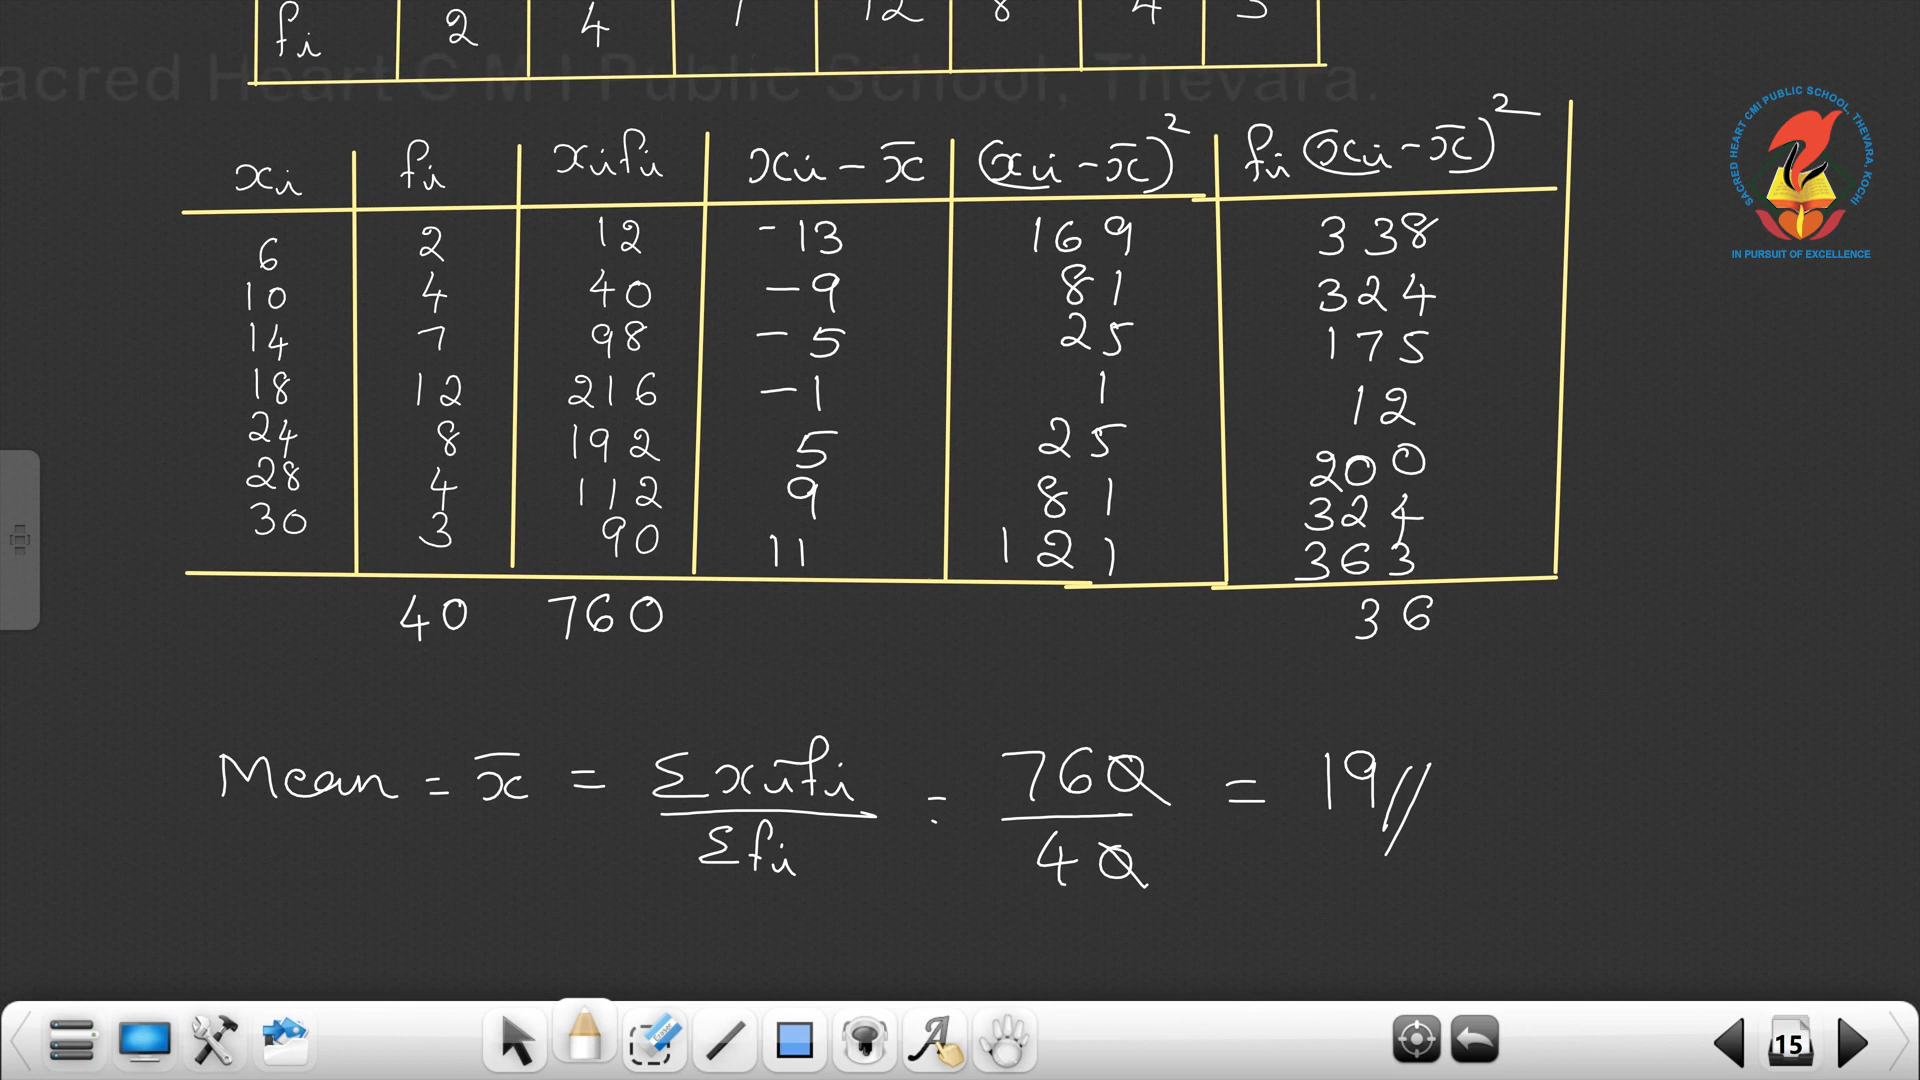 fi 2 4 7 12 8 4 3
acred Heart C M I Public School, Thevara.
SACRED HEART CMI PUBLIC SCHOOL, THEVARA, KOCHI
IN PURSUIT OF EXCELLENCE
xi fi xifi xi - x̄ (xi - x̄)² fi (xi - x̄)²
6 2 12 -13 169 338
10 4 40 -9 81 324
14 7 98 -5 25 175
18 12 216 -1 1 12
24 8 192 5 25 200
28 4 112 9 81 324
30 3 90 11 121 363
40 760 36
Mean = x̄ = Σxifi / Σfi = 760 / 40 = 19//
15